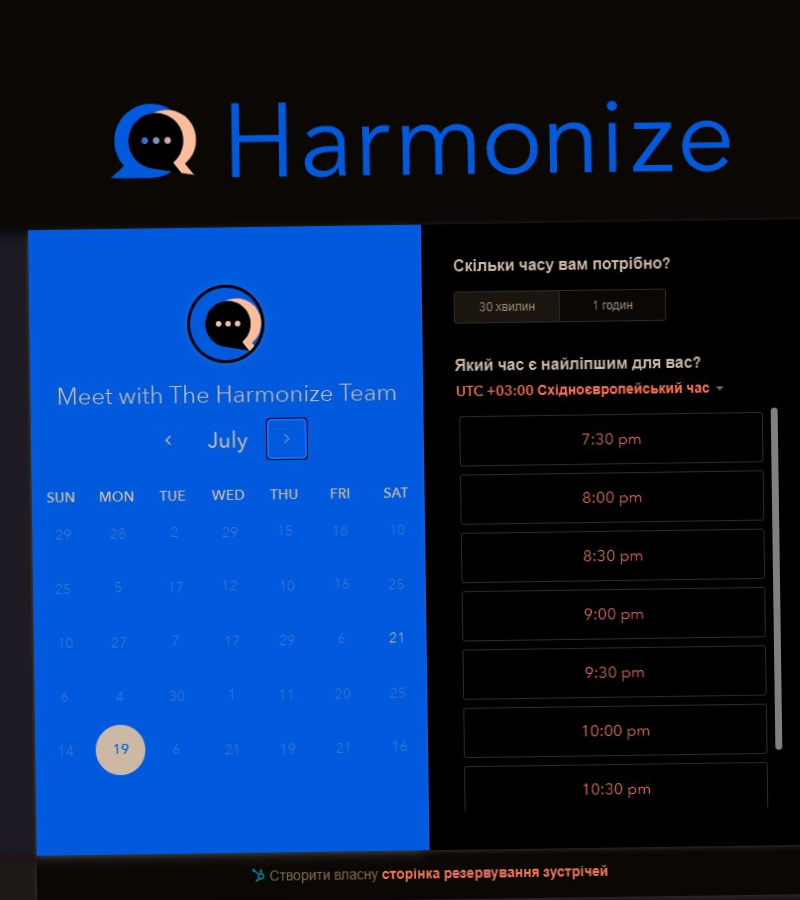 Harmonize
Meet with The Harmonize Team
July
SUN MON TUE WED THU FRI SAT
29 28 2 29 15 18 10
25 5 17 12 10 16 25
10 27 7 17 29 6 21
6 4 30 1 11 20 25
14 19 6 21 19 21 16
Скільки часу вам потрібно?
30 хвилин 1 годин
Який час є найліпшим для вас?
UTC +03:00 Східноєвропейський час
7:30 pm
8:00 pm
8:30 pm
9:00 pm
9:30 pm
10:00 pm
10:30 pm
Створити власну сторінка резервування зустрічей